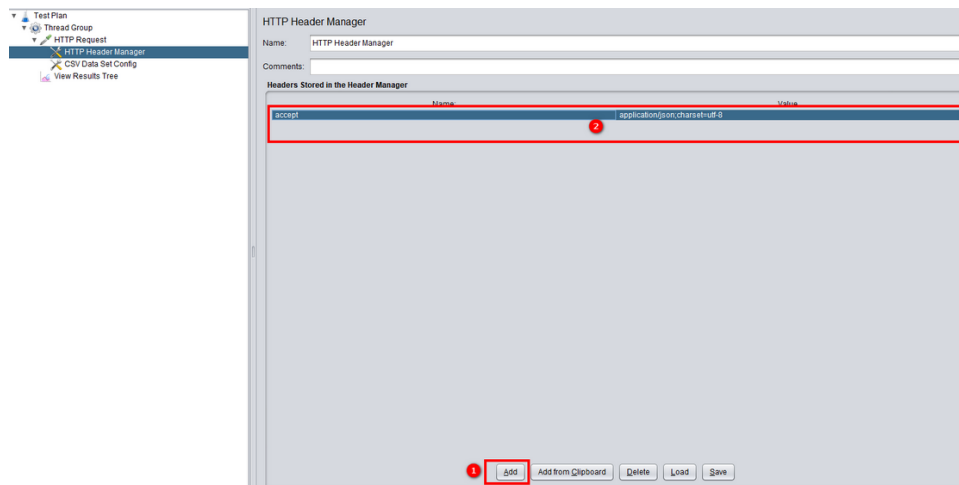 Test Plan
Thread Group
HTTP Request
HTTP Header Manager
CSV Data Set Config
View Results Tree
HTTP Header Manager
Name: HTTP Header Manager
Comments:
Headers Stored in the Header Manager
Name: Value
accept application/json;charset=utf-8
2
1 Add Add from Clipboard Delete Load Save